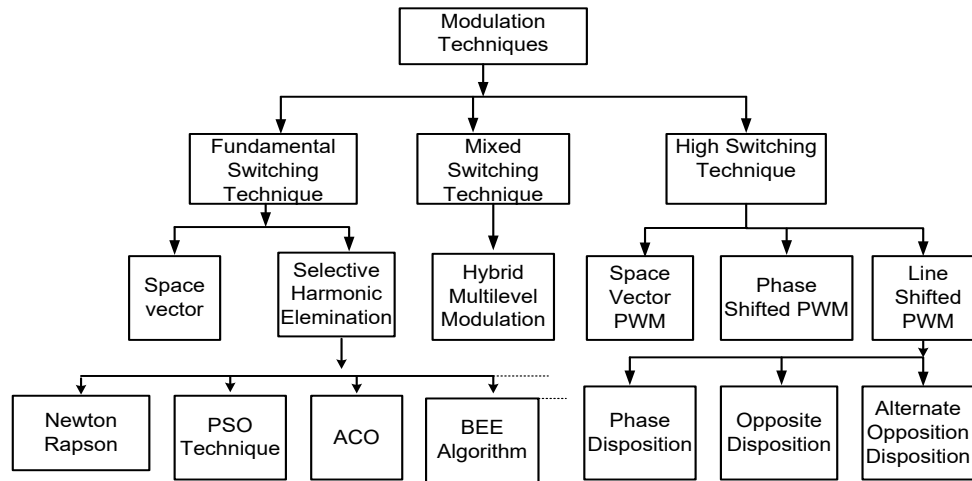 Modulation
Techniques
Fundamental
Switching
Technique
Mixed
Switching
Technique
High Switching
Technique
Space
vector
Selective
Harmonic
Elemination
Hybrid
Multilevel
Modulation
Space
Vector
PWM
Phase
Shifted PWM
Line
Shifted
PWM
Newton
Rapson
PSO
Technique
ACO
BEE
Algorithm
Phase
Disposition
Opposite
Disposition
Alternate
Opposition
Disposition